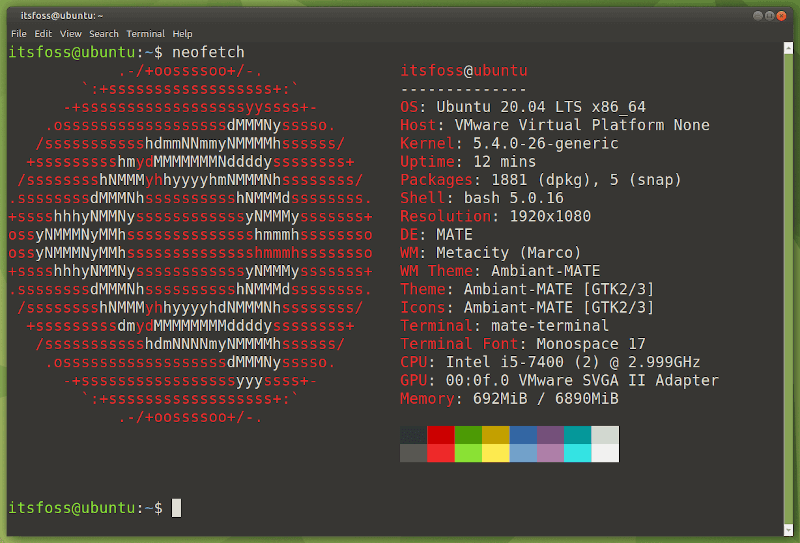 itsfoss@ubuntu: ~
File Edit View Search Terminal Help
itsfoss@ubuntu:~$ neofetch
            .-/+oossssoo+/-.
        `:+ssssssssssssssssss+:`
      -+ssssssssssssssssssyyssss+-
    .ossssssssssssssssssdMMMNysssso.
   /ssssssssssshdmmNNmmyNMMMMhssssss/
  +ssssssssshmydMMMMMMMNddddyssssssss+
 /sssssssshNMMMyhhyyyyhmNMMMNhssssssss/
.ssssssssdMMMNhsssssssssshNMMMdssssssss.
+sssshhhyNMMNyssssssssssssyNMMMysssssss+
ossyNMMMNyMMhsssssssssssssshmmmhssssssso
ossyNMMMNyMMhsssssssssssssshmmmhssssssso
+sssshhhyNMMNyssssssssssssyNMMMysssssss+
.ssssssssdMMMNhsssssssssshNMMMdssssssss.
 /sssssssshNMMMyhhyyyyhdNMMMNhssssssss/
  +sssssssssdmydMMMMMMMMddddyssssssss+
   /ssssssssssshdmNNNNmyNMMMMhssssss/
    .ossssssssssssssssssdMMMNysssso.
      -+sssssssssssssssssyyyssss+-
        `:+ssssssssssssssssss+:`
            .-/+oossssoo+/-.
itsfoss@ubuntu
--------------
OS: Ubuntu 20.04 LTS x86_64
Host: VMware Virtual Platform None
Kernel: 5.4.0-26-generic
Uptime: 12 mins
Packages: 1881 (dpkg), 5 (snap)
Shell: bash 5.0.16
Resolution: 1920x1080
DE: MATE
WM: Metacity (Marco)
WM Theme: Ambiant-MATE
Theme: Ambiant-MATE [GTK2/3]
Icons: Ambiant-MATE [GTK2/3]
Terminal: mate-terminal
Terminal Font: Monospace 17
CPU: Intel i5-7400 (2) @ 2.999GHz
GPU: 00:0f.0 VMware SVGA II Adapter
Memory: 692MiB / 6890MiB
itsfoss@ubuntu:~$